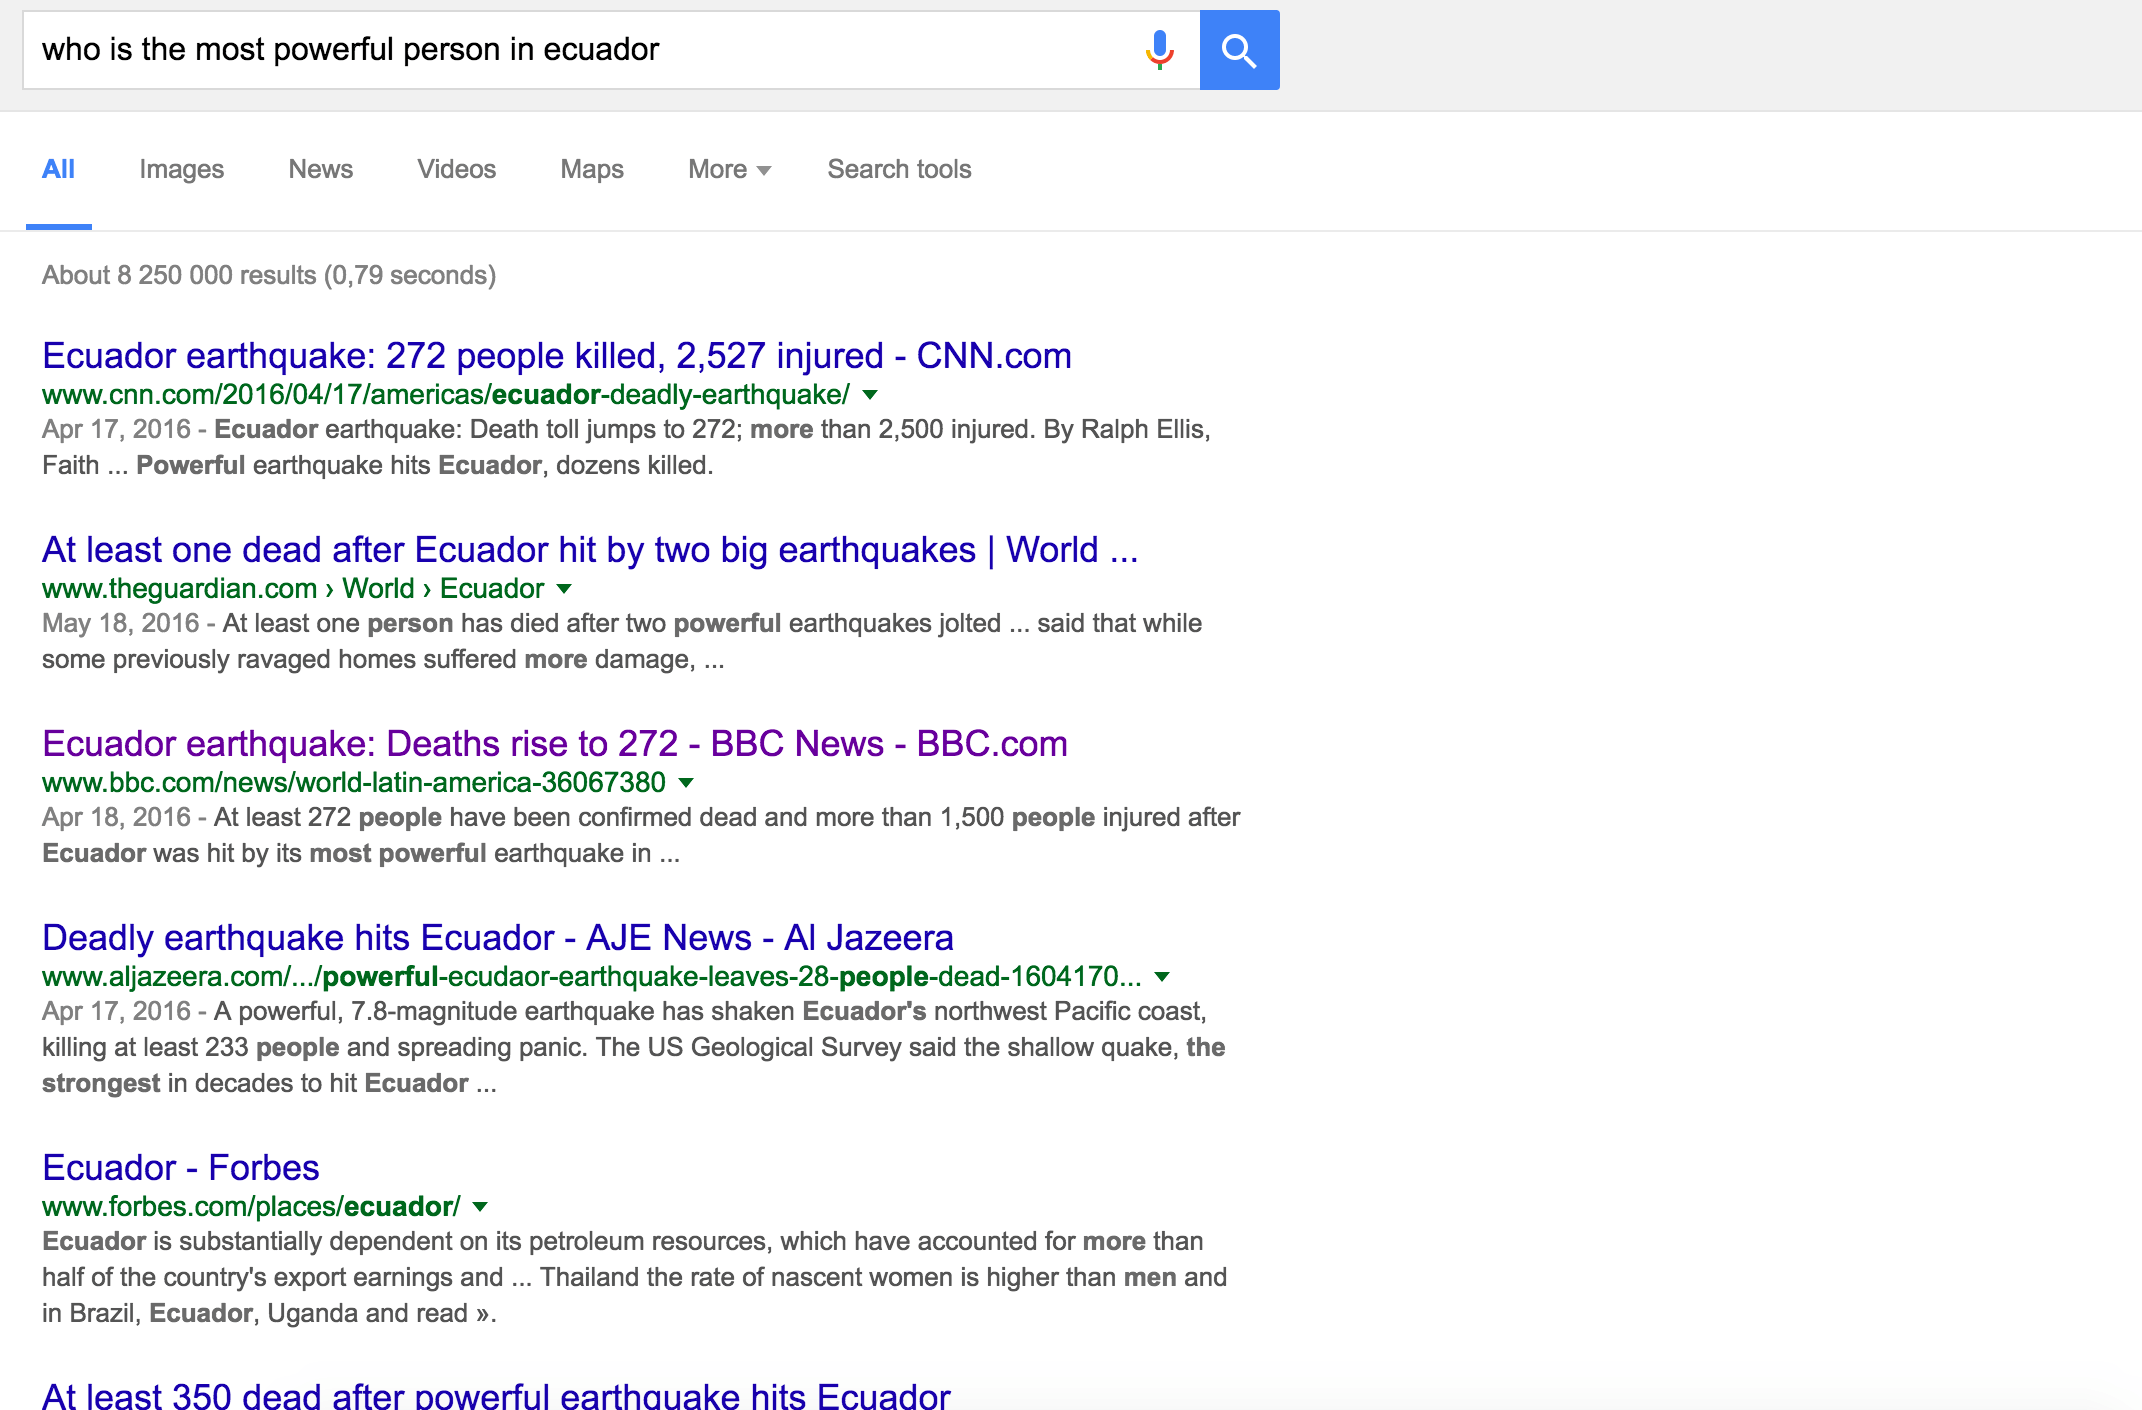 who is the most powerful person in ecuador
All Images News Videos Maps More Search tools
About 8 250 000 results (0,79 seconds)
Ecuador earthquake: 272 people killed, 2,527 injured - CNN.com
www.cnn.com/2016/04/17/americas/ecuador-deadly-earthquake/
Apr 17, 2016 - Ecuador earthquake: Death toll jumps to 272; more than 2,500 injured. By Ralph Ellis,
Faith ... Powerful earthquake hits Ecuador, dozens killed.
At least one dead after Ecuador hit by two big earthquakes | World ...
www.theguardian.com › World › Ecuador
May 18, 2016 - At least one person has died after two powerful earthquakes jolted ... said that while
some previously ravaged homes suffered more damage, ...
Ecuador earthquake: Deaths rise to 272 - BBC News - BBC.com
www.bbc.com/news/world-latin-america-36067380
Apr 18, 2016 - At least 272 people have been confirmed dead and more than 1,500 people injured after
Ecuador was hit by its most powerful earthquake in ...
Deadly earthquake hits Ecuador - AJE News - Al Jazeera
www.aljazeera.com/.../powerful-ecudaor-earthquake-leaves-28-people-dead-1604170...
Apr 17, 2016 - A powerful, 7.8-magnitude earthquake has shaken Ecuador's northwest Pacific coast,
killing at least 233 people and spreading panic. The US Geological Survey said the shallow quake, the
strongest in decades to hit Ecuador ...
Ecuador - Forbes
www.forbes.com/places/ecuador/
Ecuador is substantially dependent on its petroleum resources, which have accounted for more than
half of the country's export earnings and ... Thailand the rate of nascent women is higher than men and
in Brazil, Ecuador, Uganda and read ».
At least 350 dead after powerful earthquake hits Ecuador